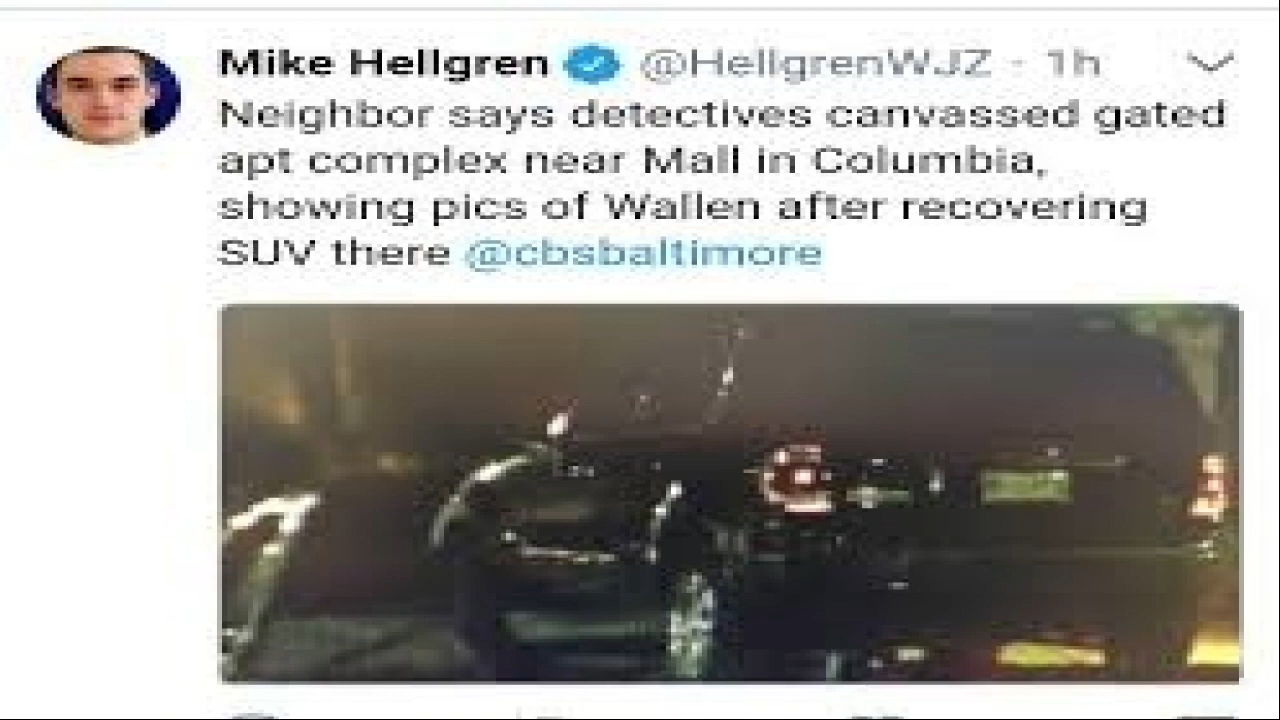 Mike Hellgren @HellgrenWJZ · 1h
Neighbor says detectives canvassed gated
apt complex near Mall in Columbia,
showing pics of Wallen after recovering
SUV there @cbsbaltimore